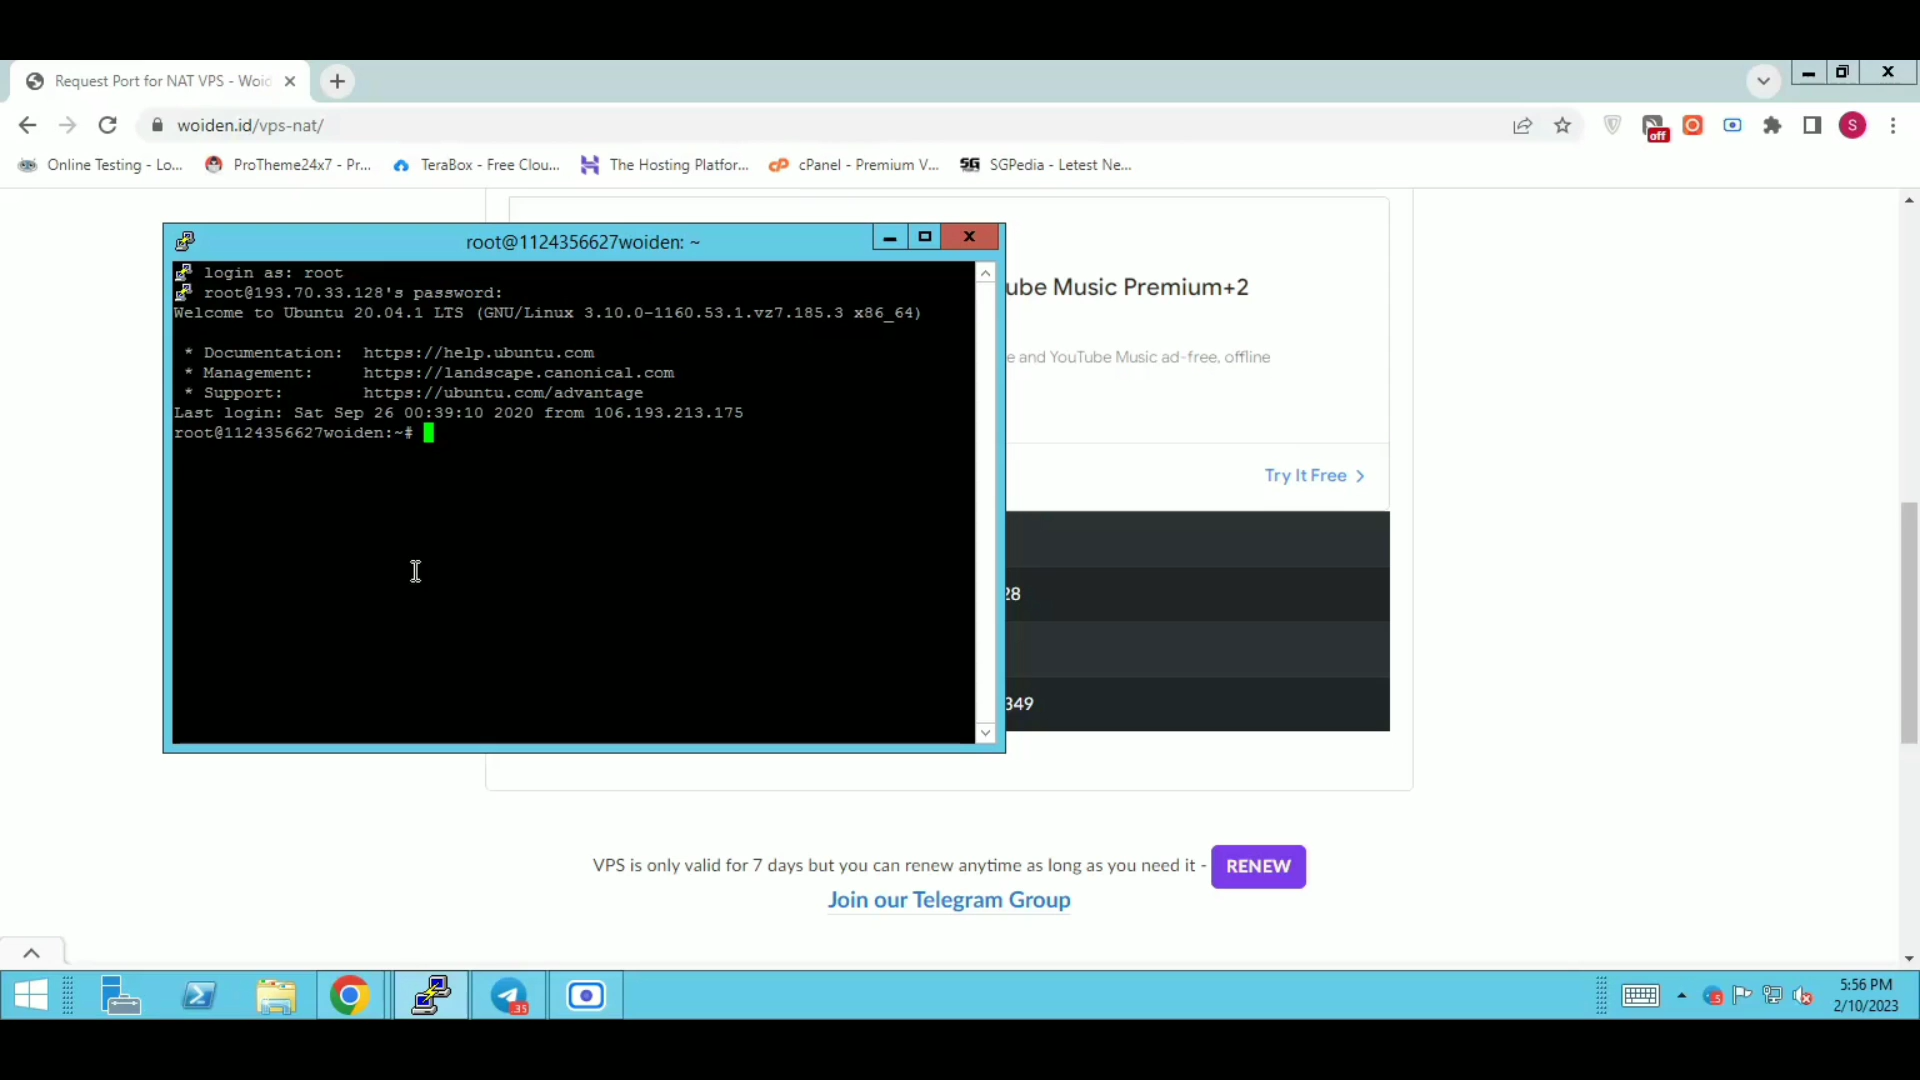 Request Port for NAT VPS - Woid
woiden.id/vps-nat/
off
S
Online Testing - Lo...
ProTheme24x7 - Pr...
TeraBox - Free Clou...
The Hosting Platfor...
cP cPanel - Premium V...
SG SGPedia - Letest Ne...
root@1124356627woiden: ~
login as: root
root@193.70.33.128's password:
Welcome to Ubuntu 20.04.1 LTS (GNU/Linux 3.10.0-1160.53.1.vz7.185.3 x86_64)
* Documentation: https://help.ubuntu.com
* Management: https://landscape.canonical.com
* Support: https://ubuntu.com/advantage
Last login: Sat Sep 26 00:39:10 2020 from 106.193.213.175
root@1124356627woiden:~#
ube Music Premium+2
e and YouTube Music ad-free, offline
Try It Free
28
349
VPS is only valid for 7 days but you can renew anytime as long as you need it - RENEW
Join our Telegram Group
35
5
5:56 PM
2/10/2023